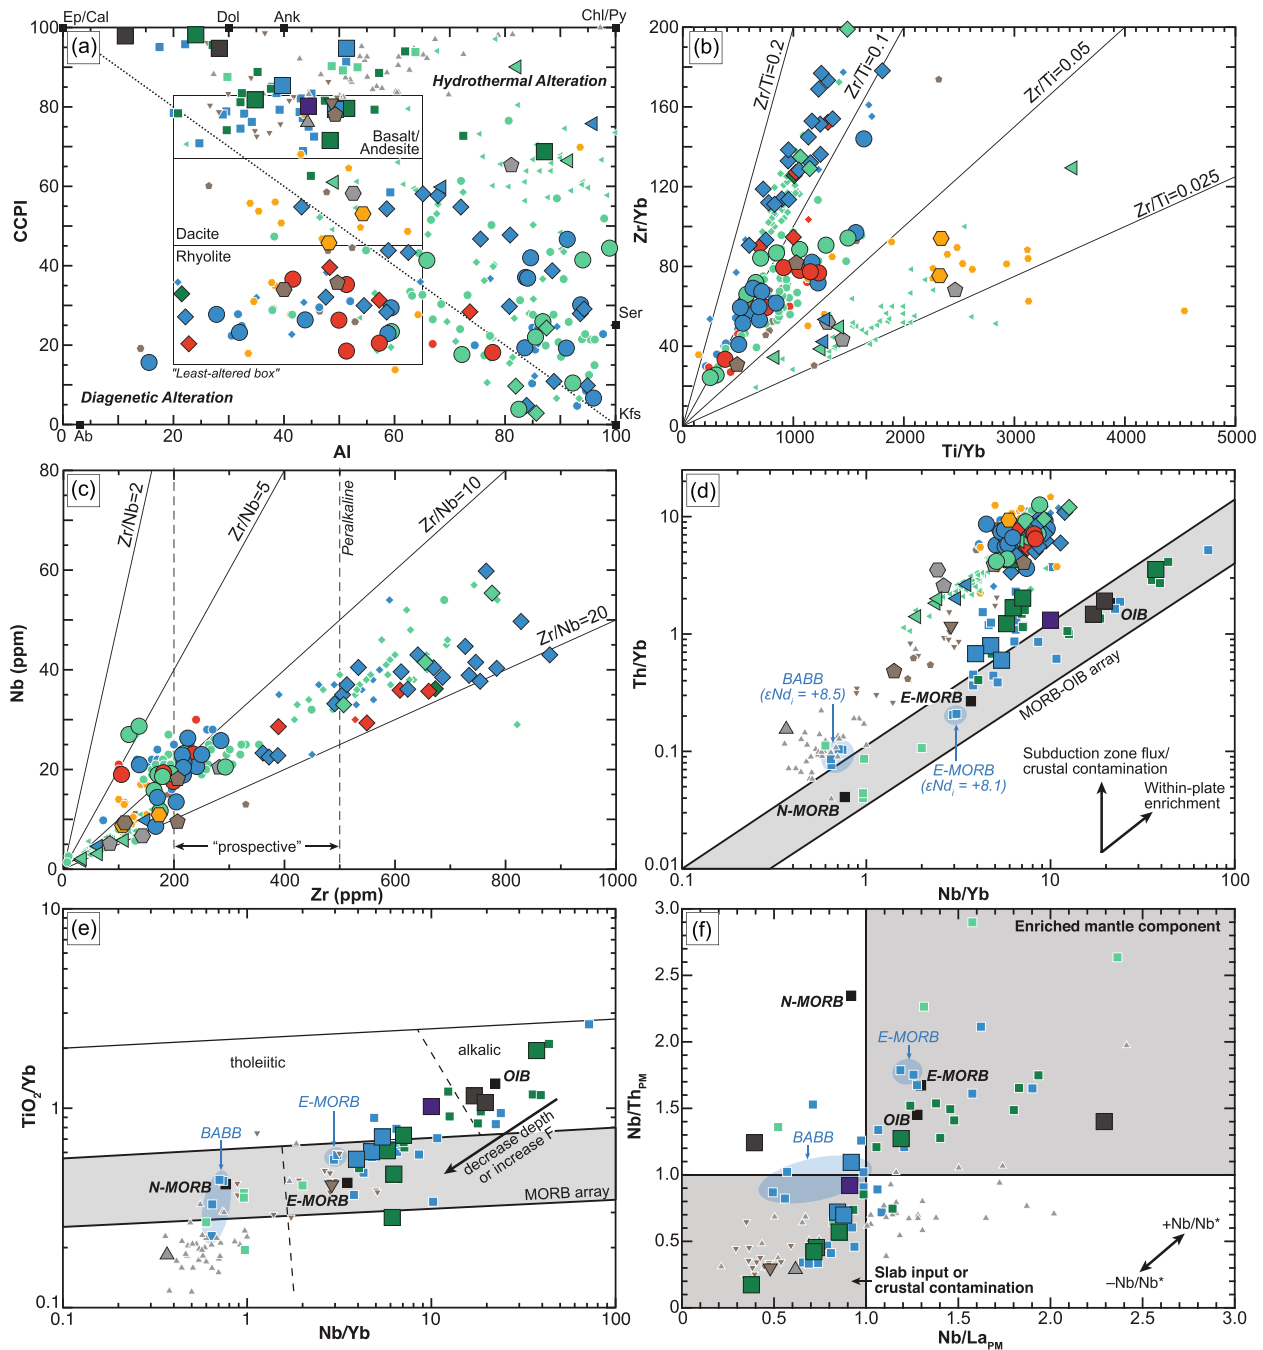 Ep/Cal
Dol
Ank
Chl/Py
(a)
100
80
60
40
20
0
CCPI
Hydrothermal Alteration
Basalt/
Andesite
Dacite
Rhyolite
"Least-altered box"
Diagenetic Alteration
Ser
Kfs
Ab
0
20
40
60
80
100
AI
(b)
200
160
120
80
40
0
Zr/Yb
Zr/Ti=0.2
Zr/Ti=0.1
Zr/Ti=0.05
Zr/Ti=0.025
0
1000
2000
3000
4000
5000
Ti/Yb
(c)
80
60
40
20
0
Nb (ppm)
Zr/Nb=2
Zr/Nb=5
Zr/Nb=10
Zr/Nb=20
Peralkaline
"prospective"
0
200
400
600
800
1000
Zr (ppm)
(d)
10
1
0.1
0.01
Th/Yb
BABB
(εNdi = +8.5)
E-MORB
OIB
MORB-OIB array
E-MORB
(εNdi = +8.1)
N-MORB
Subduction zone flux/
crustal contamination
Within-plate
enrichment
0.1
1
10
100
Nb/Yb
(e)
10
1
0.1
TiO2/Yb
tholeiitic
alkalic
OIB
E-MORB
BABB
N-MORB
E-MORB
decrease depth
or increase F
MORB array
0.1
1
10
100
Nb/Yb
(f)
3.0
2.5
2.0
1.5
1.0
0.5
0
Nb/ThPM
Enriched mantle component
N-MORB
E-MORB
E-MORB
OIB
BABB
+Nb/Nb*
–Nb/Nb*
Slab input or
crustal contamination
0
0.5
1.0
1.5
2.0
2.5
3.0
Nb/LaPM